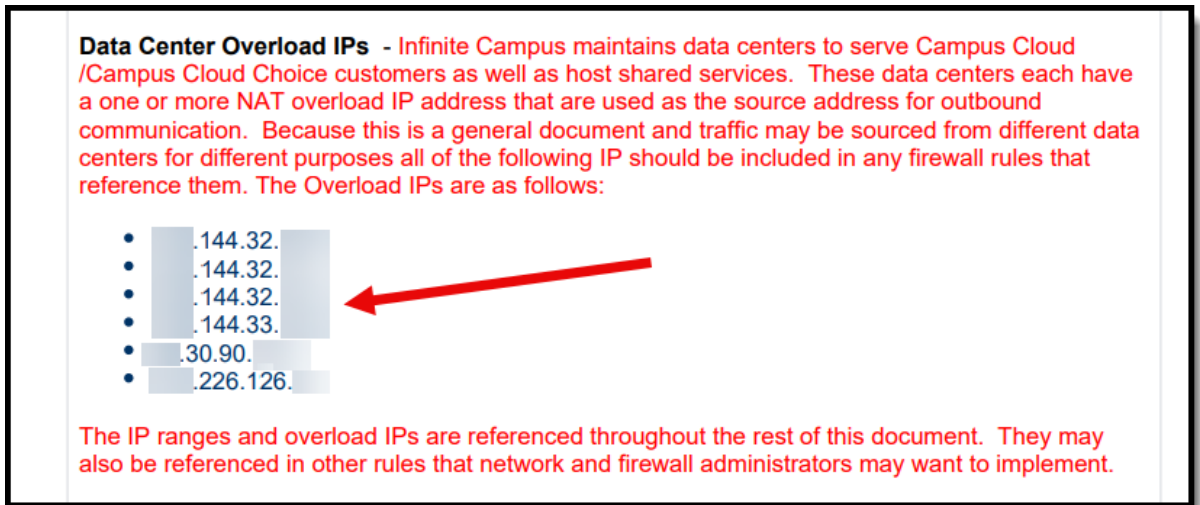 Data Center Overload IPs - Infinite Campus maintains data centers to serve Campus Cloud
/Campus Cloud Choice customers as well as host shared services. These data centers each have
a one or more NAT overload IP address that are used as the source address for outbound
communication. Because this is a general document and traffic may be sourced from different data
centers for different purposes all of the following IP should be included in any firewall rules that
reference them. The Overload IPs are as follows:
• .144.32.
• .144.32.
• .144.32.
• .144.33.
• .30.90.
• .226.126.
The IP ranges and overload IPs are referenced throughout the rest of this document. They may
also be referenced in other rules that network and firewall administrators may want to implement.